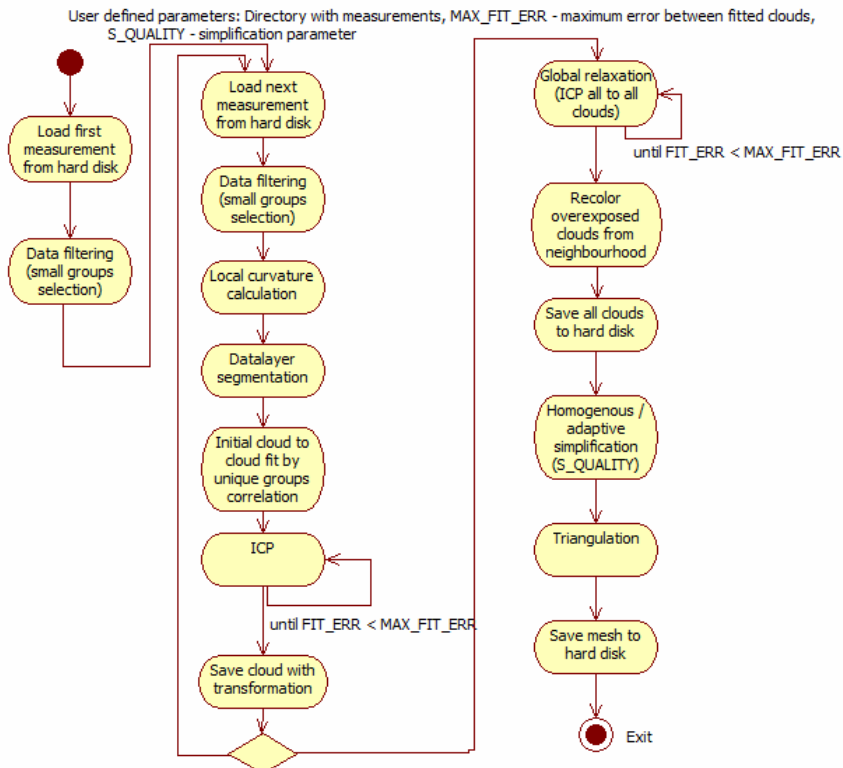 User defined parameters: Directory with measurements, MAX_FIT_ERR - maximum error between fitted clouds,
S_QUALITY - simplification parameter
Load first
measurement
from hard disk
Data filtering
(small groups
selection)
Load next
measurement
from hard disk
Data filtering
(small groups
selection)
Local curvature
calculation
Datalayer
segmentation
Initial cloud to
cloud fit by
unique groups
correlation
ICP
until FIT_ERR < MAX_FIT_ERR
Save cloud with
transformation
Global relaxation
(ICP all to all
clouds)
until FIT_ERR < MAX_FIT_ERR
Recolor
overexposed
clouds from
neighbourhood
Save all clouds
to hard disk
Homogenous /
adaptive
simplification
(S_QUALITY)
Triangulation
Save mesh to
hard disk
Exit